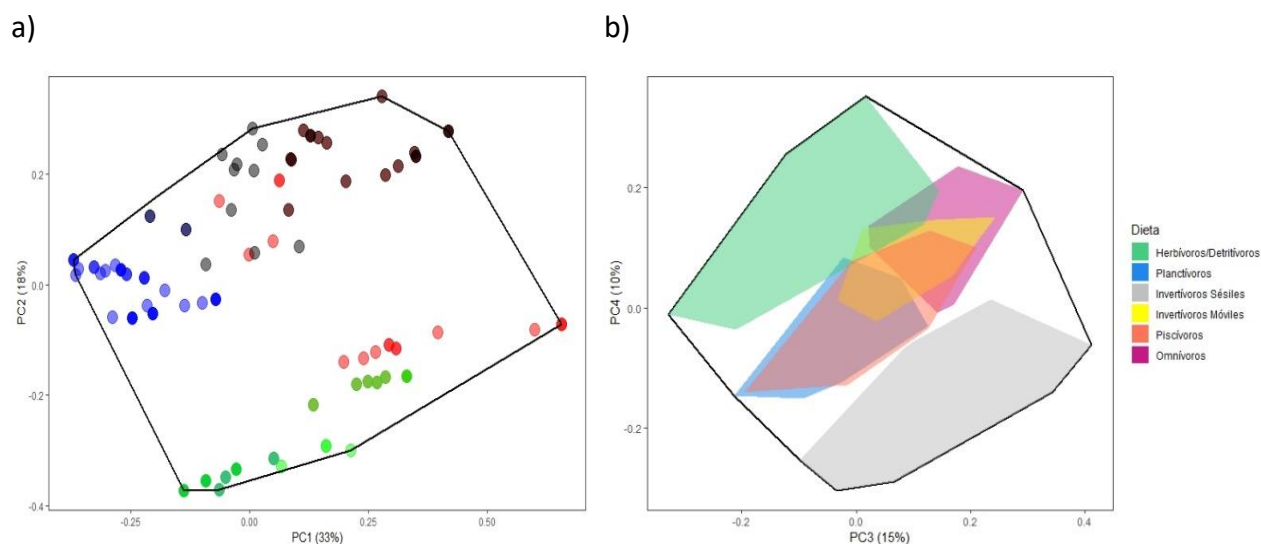 a)
b)
0.2
0.0
-0.2
-0.4
PC2 (18%)
-0.25
0.00
0.25
0.50
PC1 (33%)
0.2
0.0
-0.2
PC4 (10%)
-0.2
0.0
0.2
0.4
PC3 (15%)
Dieta
Herbívoros/Detritívoros
Planctívoros
Invertívoros Sésiles
Invertívoros Móviles
Piscívoros
Omnívoros